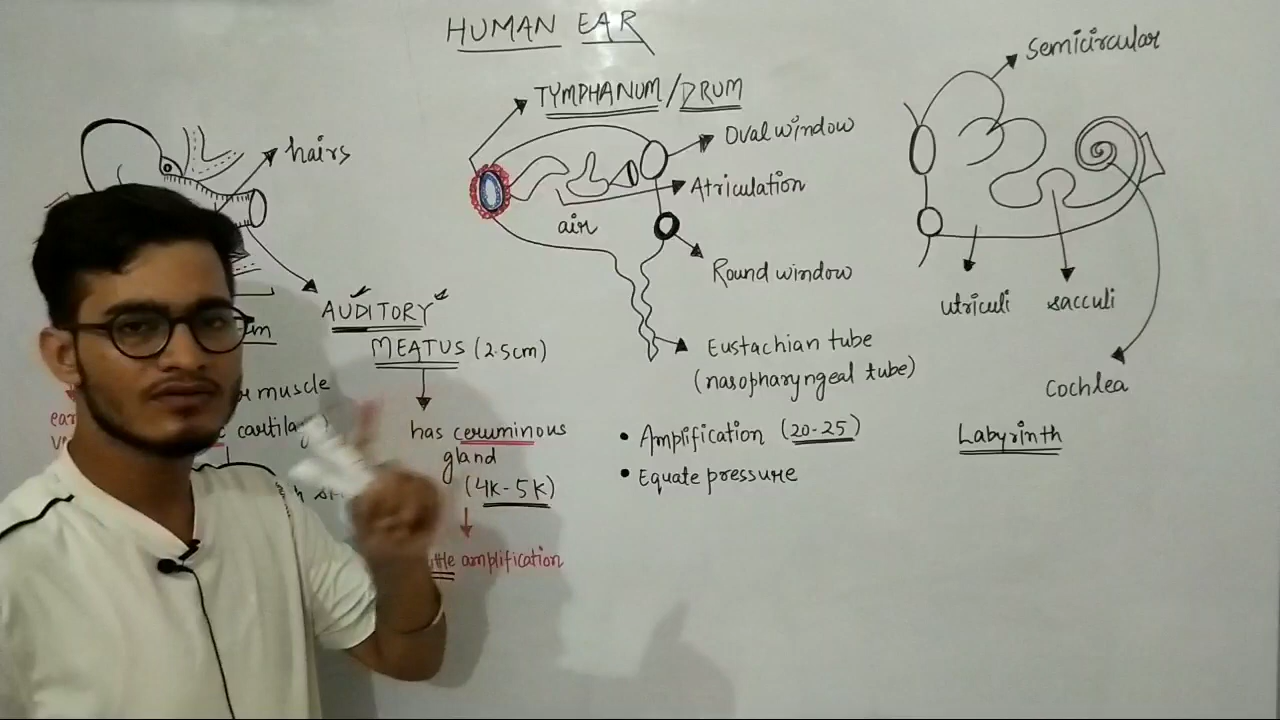 HUMAN EAR
hairs
AUDITORY
MEATUS (2.5cm)
has ceruminous
gland
(4K-5K)
amplification
muscle
TYMPHANUM/DRUM
Oval window
Atriculation
air
Round window
Eustachian tube
(nasopharyngeal tube)
• Amplification (20-25)
• Equate pressure
Semicircular
utriculi
sacculi
Cochlea
Labyrinth